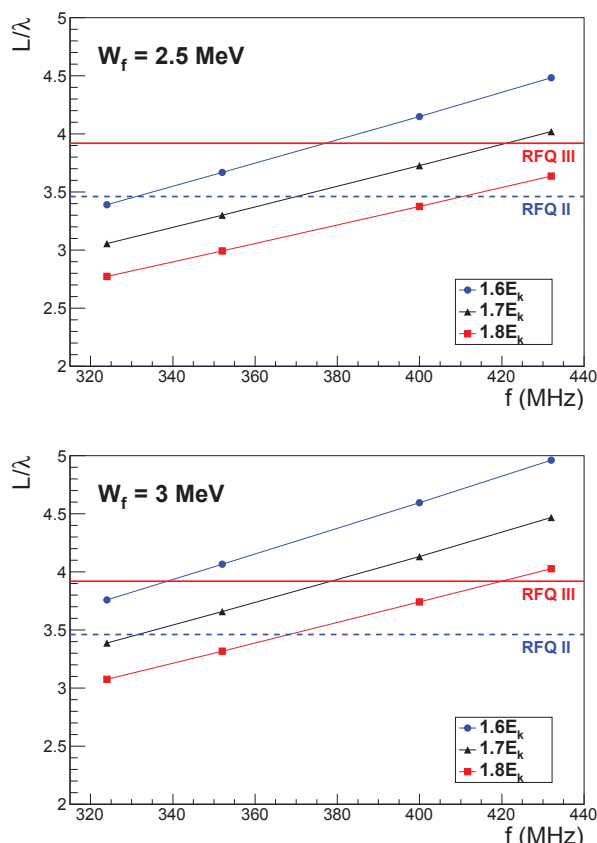 L/λ
W_f = 2.5 MeV
5
4.5
4
3.5
3
2.5
2
RFQ III
RFQ II
1.6E_k
1.7E_k
1.8E_k
320 340 360 380 400 420 440
f (MHz)
L/λ
W_f = 3 MeV
5
4.5
4
3.5
3
2.5
2
RFQ III
RFQ II
1.6E_k
1.7E_k
1.8E_k
320 340 360 380 400 420 440
f (MHz)